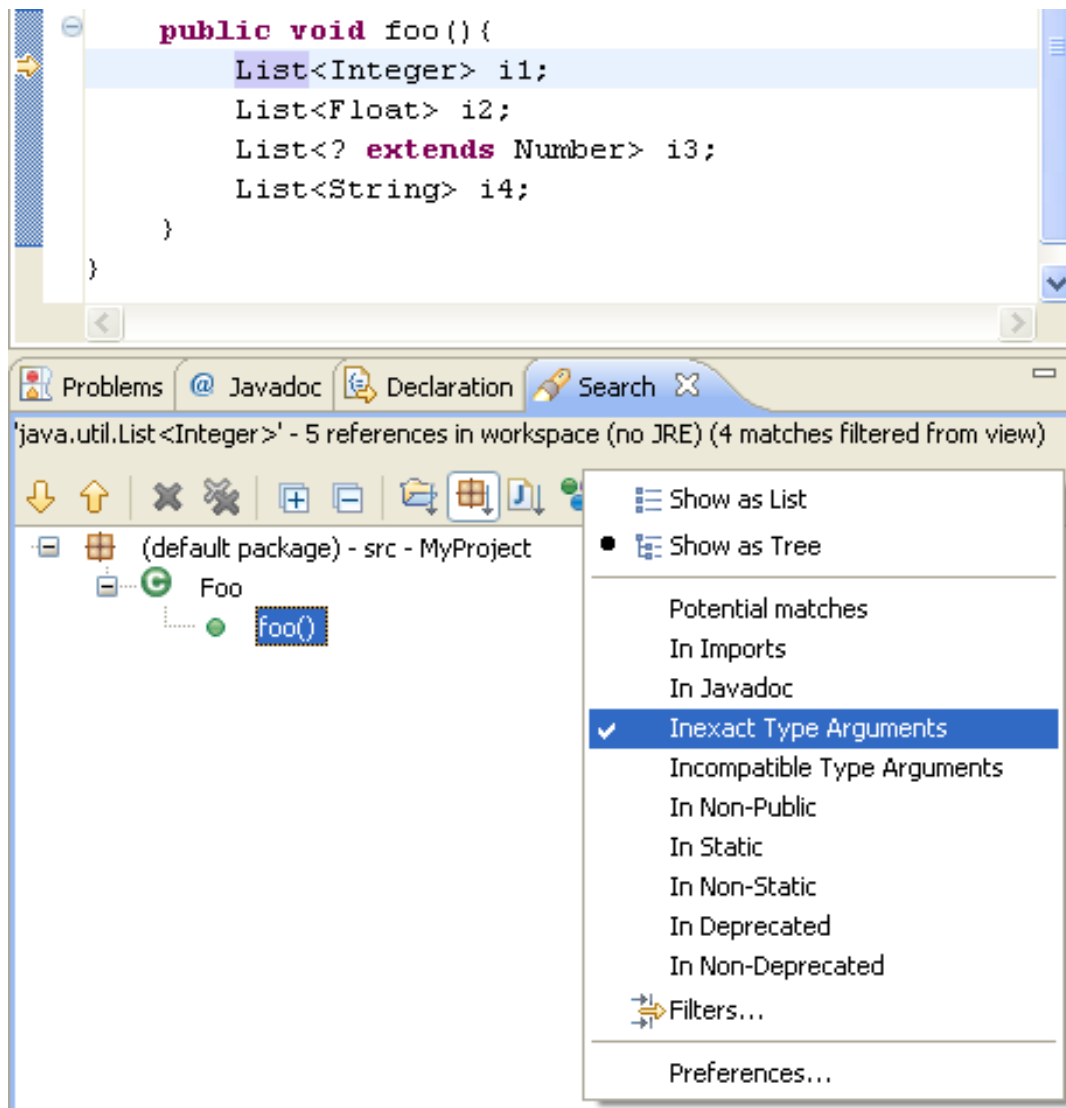 public void foo(){
List<Integer> i1;
List<Float> i2;
List<? extends Number> i3;
List<String> i4;
}
}
Problems @ Javadoc Declaration Search
'java.util.List<Integer>' - 5 references in workspace (no JRE) (4 matches filtered from view)
(default package) - src - MyProject
Foo
foo()
Show as List
Show as Tree
Potential matches
In Imports
In Javadoc
Inexact Type Arguments
Incompatible Type Arguments
In Non-Public
In Static
In Non-Static
In Deprecated
In Non-Deprecated
Filters...
Preferences...